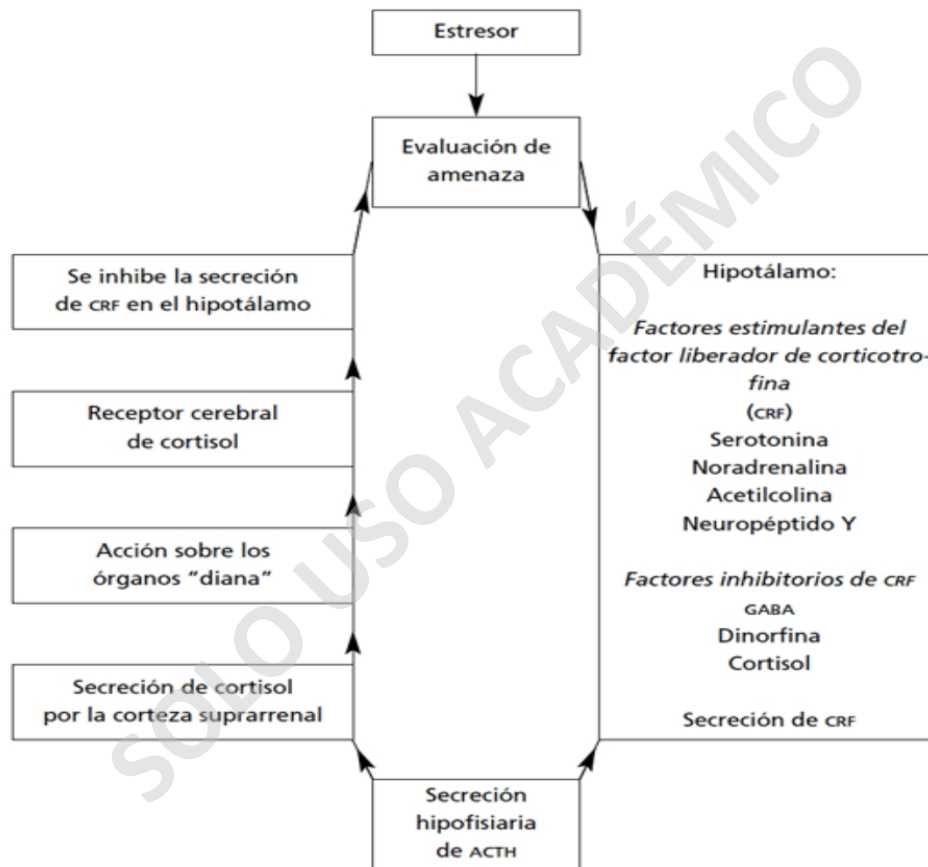 Estresor
Evaluación de
amenaza
Se inhibe la secreción
de CRF en el hipotálamo
Receptor cerebral
de cortisol
Acción sobre los
órganos "diana"
Secreción de cortisol
por la corteza suprarrenal
Hipotálamo:
Factores estimulantes del
factor liberador de corticotro-
fina
(CRF)
Serotonina
Noradrenalina
Acetilcolina
Neuropéptido Y
Factores inhibitorios de CRF
GABA
Dinorfina
Cortisol
Secreción de CRF
Secreción
hipofisiaria
de ACTH
SOLO USO ACADÉMICO